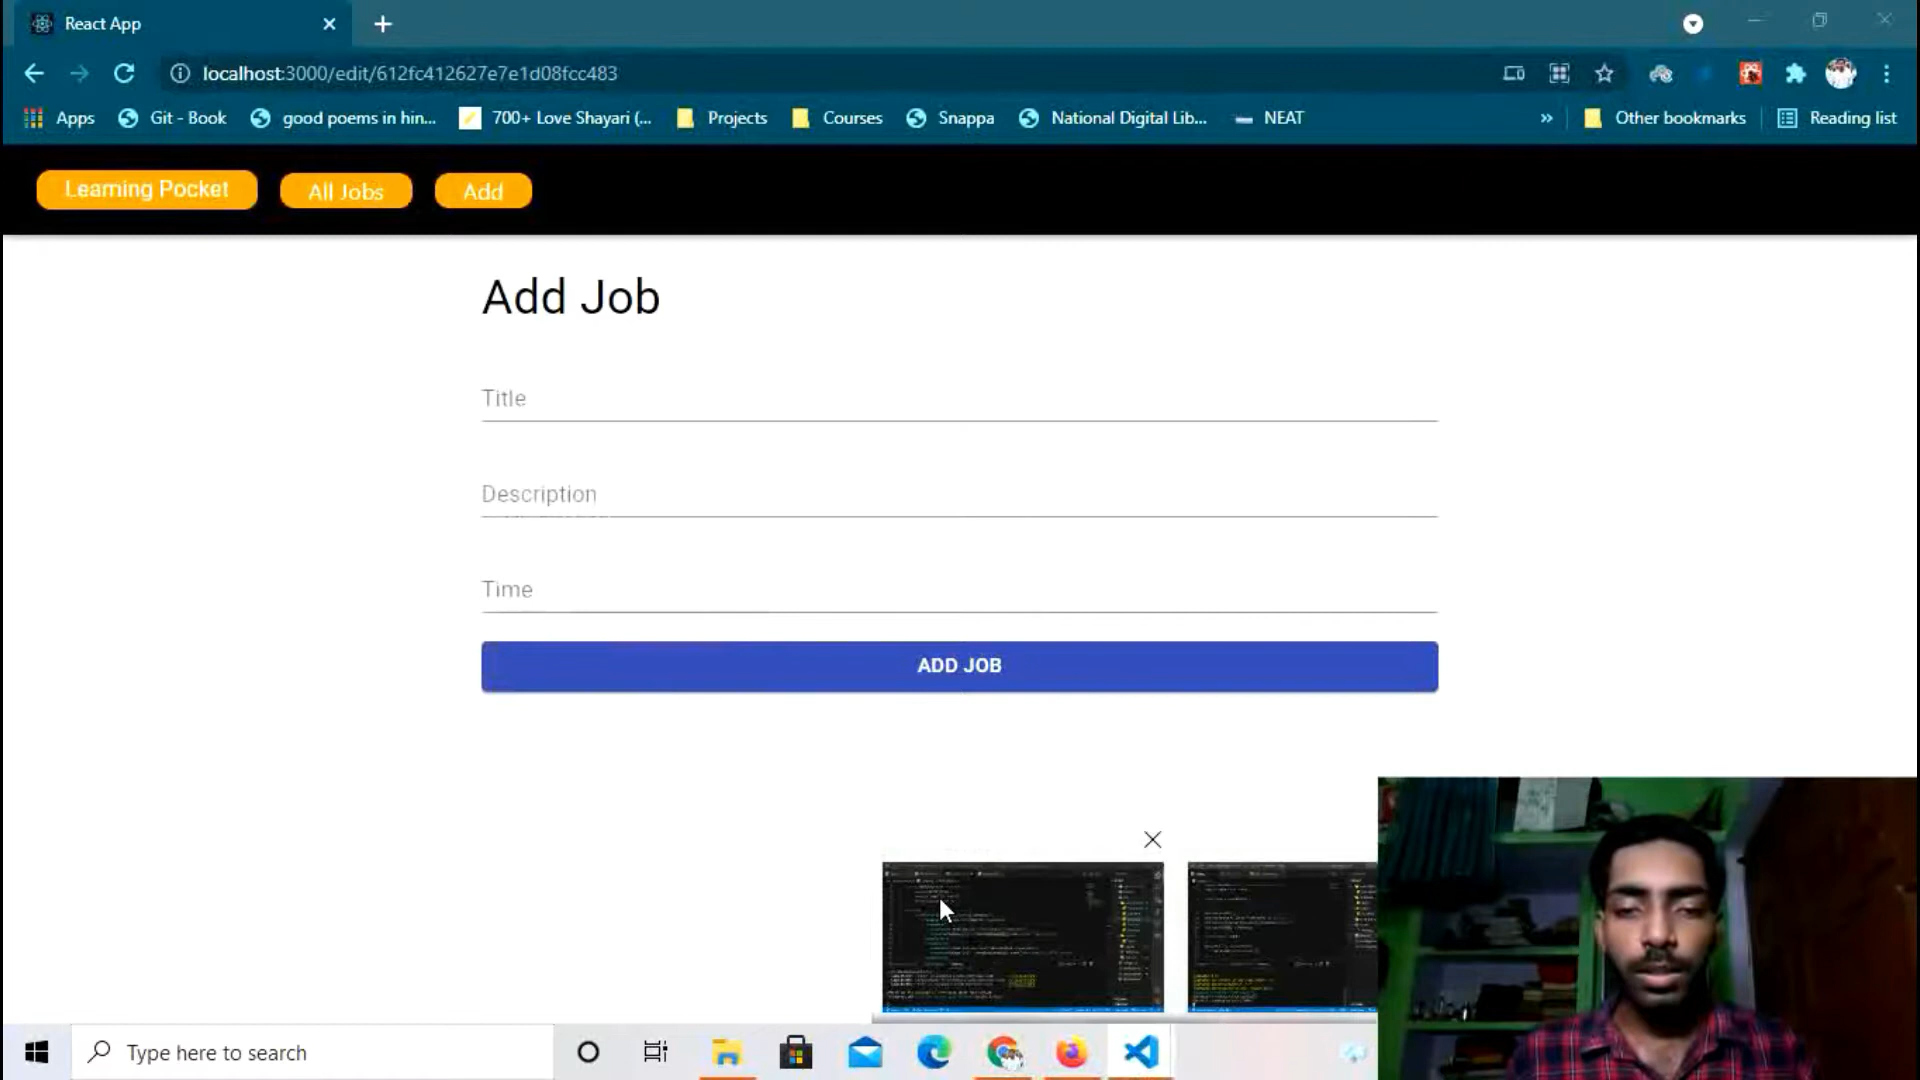 React App
localhost:3000/edit/612fc412627e7e1d08fcc483
Apps Git - Book good poems in hin... 700+ Love Shayari (... Projects Courses Snappa National Digital Lib... NEAT » Other bookmarks Reading list
Learning Pocket All Jobs Add
Add Job
Title
Description
Time
ADD JOB
Type here to search